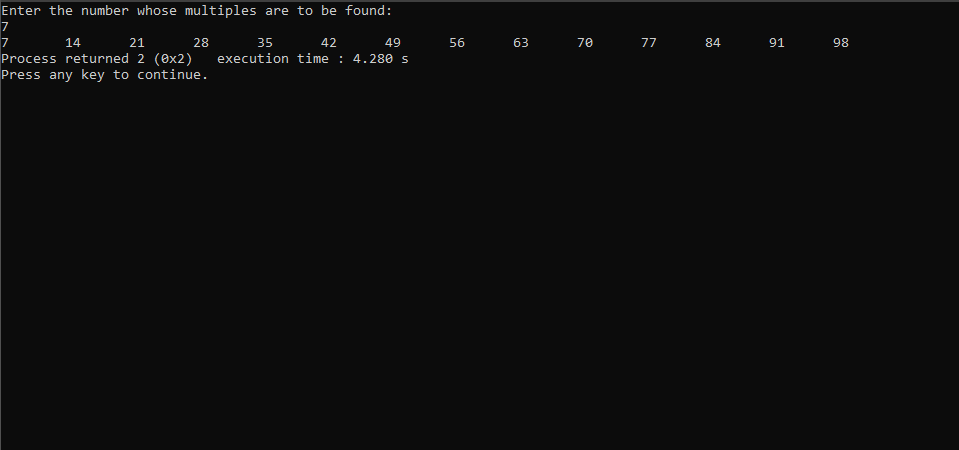 Enter the number whose multiples are to be found:
7
7       14      21      28      35      42      49      56      63      70      77      84      91      98
Process returned 2 (0x2)   execution time : 4.280 s
Press any key to continue.